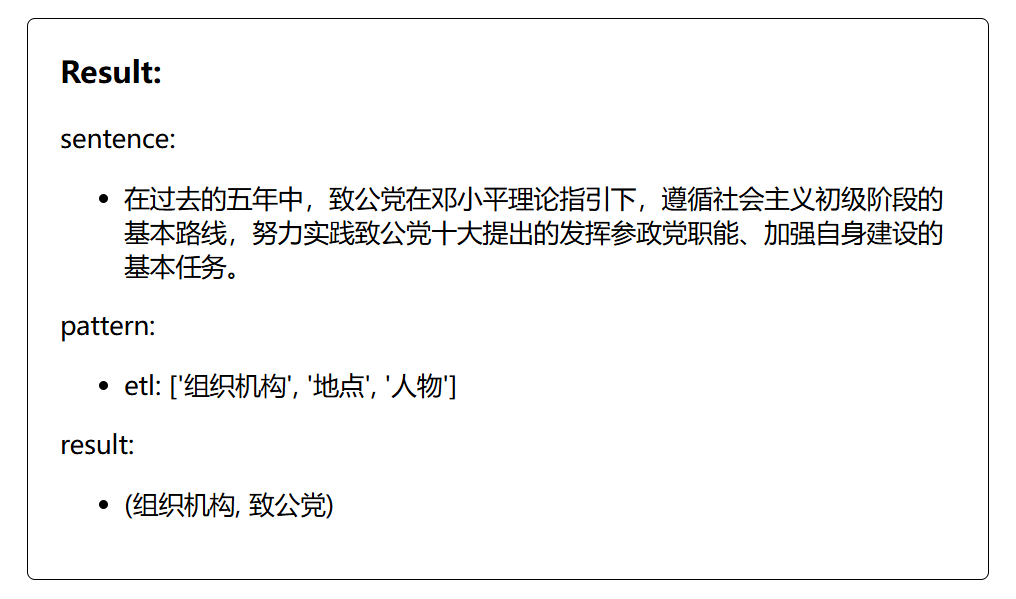 Result:
sentence:
在过去的五年中，致公党在邓小平理论指引下，遵循社会主义初级阶段的
基本路线，努力实践致公党十大提出的发挥参政党职能、加强自身建设的
基本任务。
pattern:
etl: ['组织机构', '地点', '人物']
result:
(组织机构, 致公党)